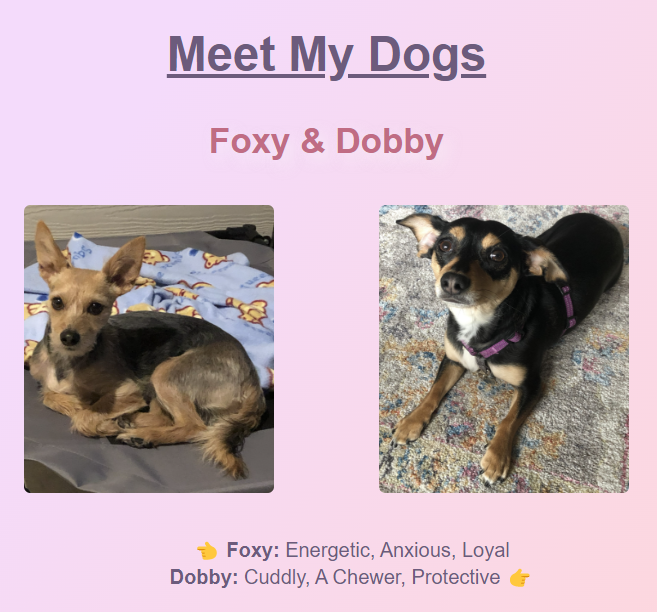 Meet My Dogs
Foxy & Dobby
👈 Foxy: Energetic, Anxious, Loyal
Dobby: Cuddly, A Chewer, Protective 👉